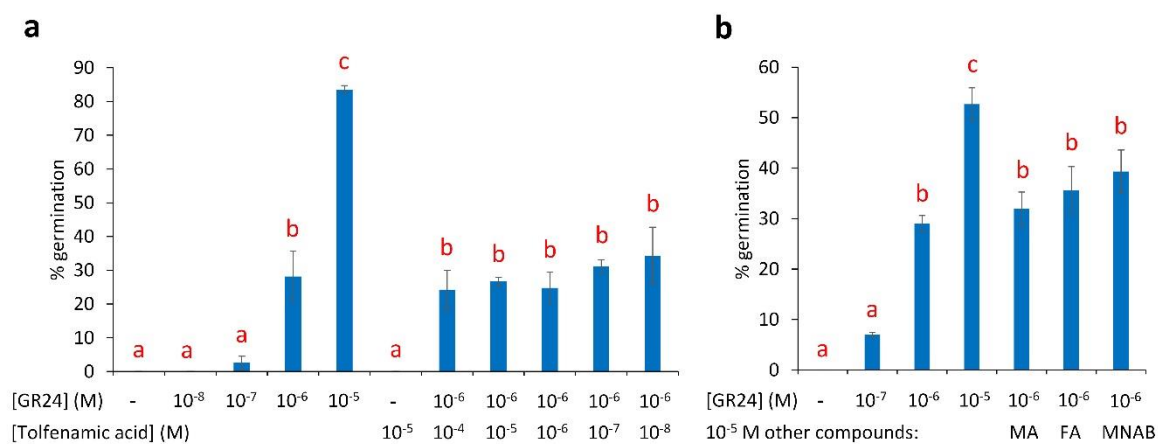 a
b
90
80
70
60
50
40
30
20
10
0
% germination
a a a b c a b b b b b
[GR24] (M) - 10⁻⁸ 10⁻⁷ 10⁻⁶ 10⁻⁵ - 10⁻⁶ 10⁻⁶ 10⁻⁶ 10⁻⁶ 10⁻⁶
[Tolfenamic acid] (M) 10⁻⁵ 10⁻⁴ 10⁻⁵ 10⁻⁶ 10⁻⁷ 10⁻⁸
60
50
40
30
20
10
0
% germination
a a b c b b b
[GR24] (M) - 10⁻⁷ 10⁻⁶ 10⁻⁵ 10⁻⁶ 10⁻⁶ 10⁻⁶
10⁻⁵ M other compounds: MA FA MNAB